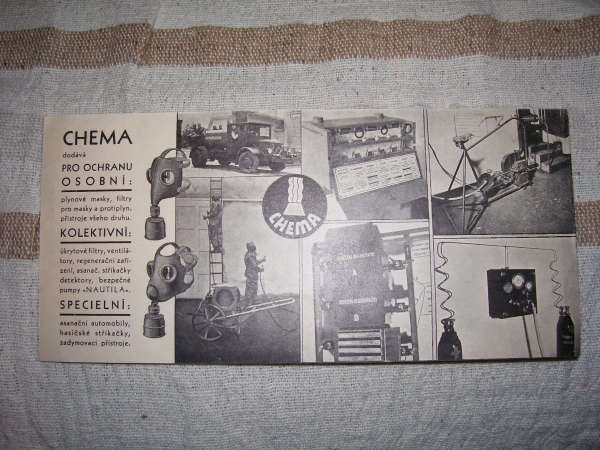 CHEMA
dodává
PRO OCHRANU
OSOBNÍ:
plynové masky, filtry
pro masky a protiplyn.
přístroje všeho druhu.
KOLEKTIVNÍ:
úkrytové filtry, ventilá-
tory, regenerační zaří-
zení, asanač. stříkačky
detektory, bezpečné
pumpy »NAUTILA«.
SPECIELNÍ:
asanační automobily,
hasičské stříkačky,
zadymovací přístroje.
CHEMA
A
B